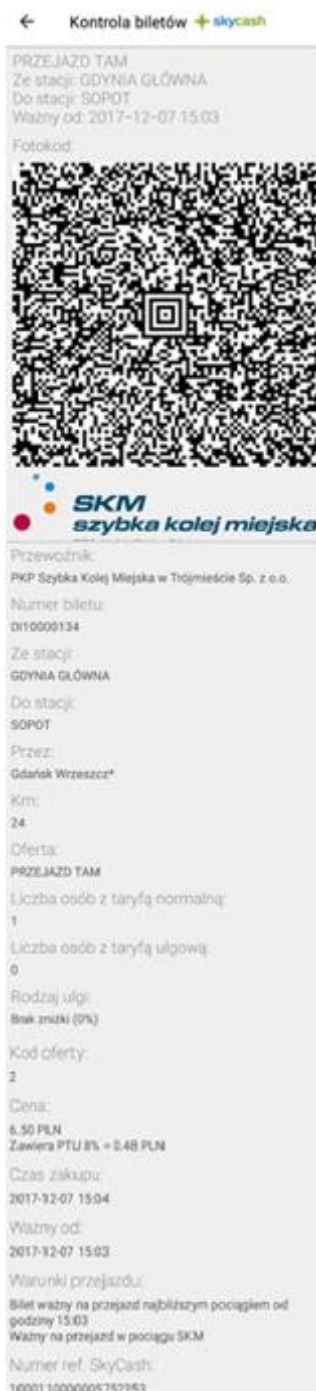 Kontrola biletów skycash
PRZEJAZD TAM
Ze stacji: GDYNIA GŁÓWNA
Do stacji: SOPOT
Ważny od: 2017-12-07 15:03
Fotokod:
SKM
szybka kolej miejska
Przewoźnik:
PKP Szybka Kolej Miejska w Trójmieście Sp. z o.o.
Numer biletu:
DI10000134
Ze stacji:
GDYNIA GŁÓWNA
Do stacji:
SOPOT
Przez:
Gdańsk Wrzeszcz*
Km:
24
Oferta:
PRZEJAZD TAM
Liczba osób z taryfą normalną:
1
Liczba osób z taryfą ulgową:
0
Rodzaj ulgi:
Brak zniżki (0%)
Kod oferty:
2
Cena:
6.50 PLN
Zawiera PTU 8% = 0.48 PLN
Czas zakupu:
2017-12-07 15:04
Ważny od:
2017-12-07 15:03
Warunki przejazdu:
Bilet ważny na przejazd najbliższym pociągiem od
godziny 15:03
Ważny na przejazd w pociągu SKM
Numer ref. SkyCash: